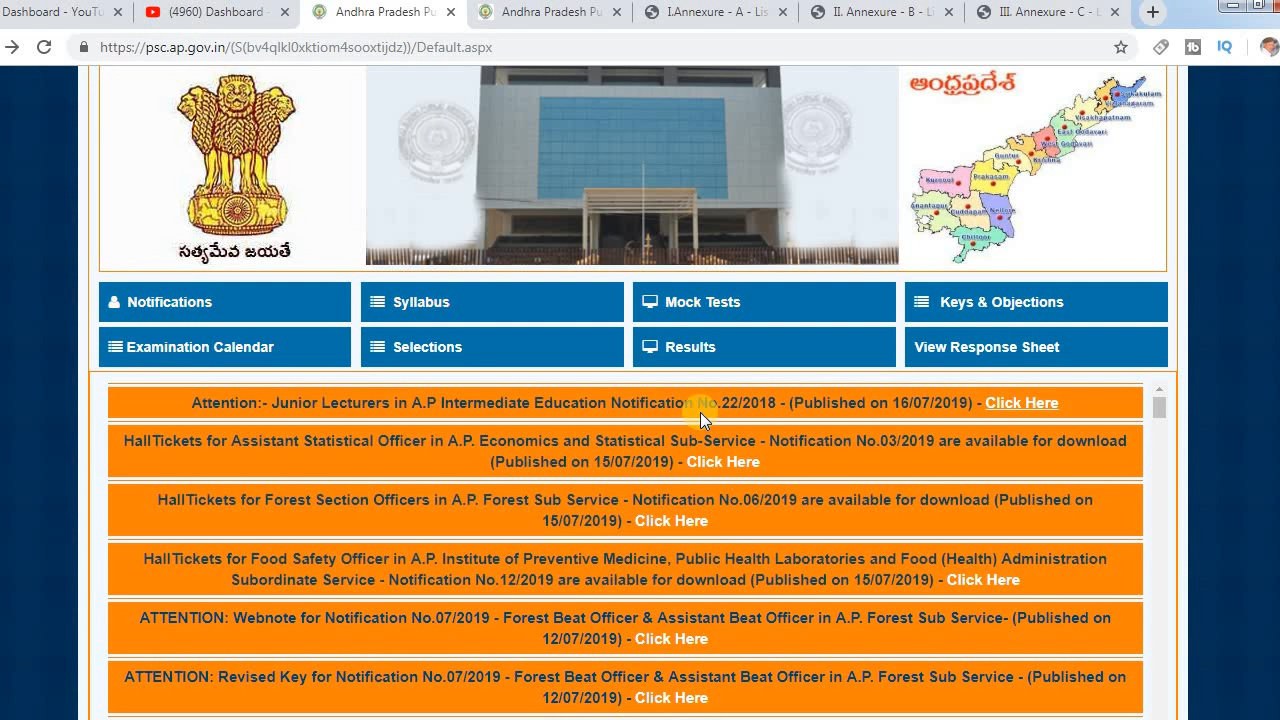 Dashboard - YouTu
(4960) Dashboard -
Andhra Pradesh Pu
Andhra Pradesh Pu
I.Annexure - A - Lis
II. Annexure - B - Li
III. Annexure - C - L
https://psc.ap.gov.in/(S(bv4qlkl0xktiom4sooxtijdz))/Default.aspx
IQ
సత్యమేవ జయతే
ఆంధ్రప్రదేశ్
Srikakulam
Vizianagaram
Visakhapatnam
East Godavari
West Godavari
Krishna
Guntur
Prakasam
Kurnool
Anantapur
Cuddapah
Nellore
Chittoor
Notifications
Syllabus
Mock Tests
Keys & Objections
Examination Calendar
Selections
Results
View Response Sheet
Attention:- Junior Lecturers in A.P Intermediate Education Notification No.22/2018 - (Published on 16/07/2019) - Click Here
HallTickets for Assistant Statistical Officer in A.P. Economics and Statistical Sub-Service - Notification No.03/2019 are available for download
(Published on 15/07/2019) - Click Here
HallTickets for Forest Section Officers in A.P. Forest Sub Service - Notification No.06/2019 are available for download (Published on
15/07/2019) - Click Here
HallTickets for Food Safety Officer in A.P. Institute of Preventive Medicine, Public Health Laboratories and Food (Health) Administration
Subordinate Service - Notification No.12/2019 are available for download (Published on 15/07/2019) - Click Here
ATTENTION: Webnote for Notification No.07/2019 - Forest Beat Officer & Assistant Beat Officer in A.P. Forest Sub Service- (Published on
12/07/2019) - Click Here
ATTENTION: Revised Key for Notification No.07/2019 - Forest Beat Officer & Assistant Beat Officer in A.P. Forest Sub Service - (Published on
12/07/2019) - Click Here